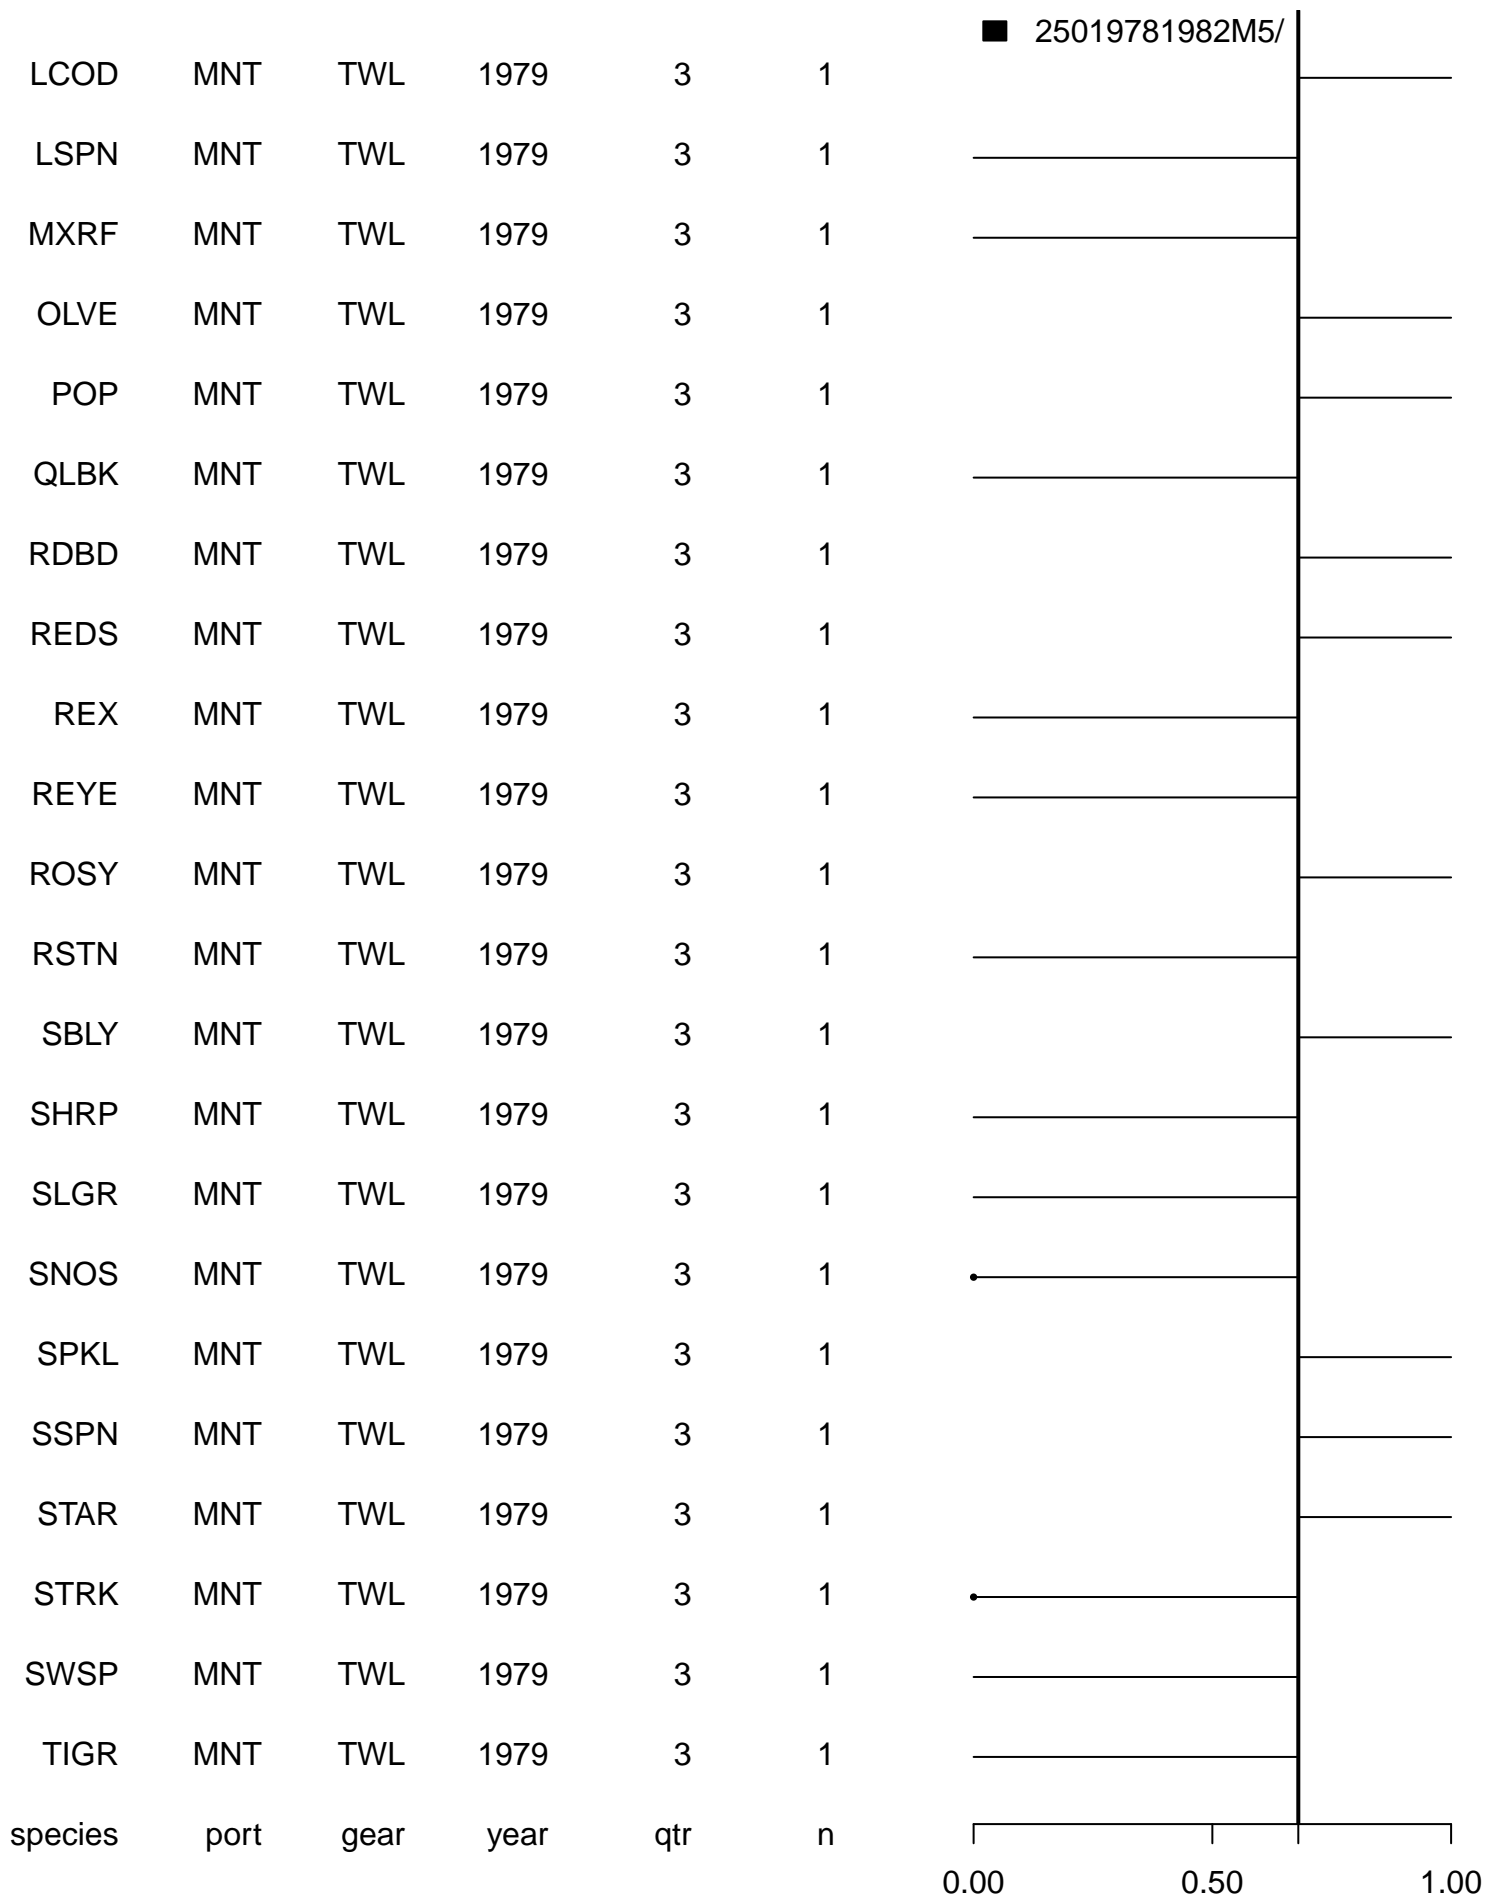 25019781982M5/
LCOD MNT TWL 1979 3 1
LSPN MNT TWL 1979 3 1
MXRF MNT TWL 1979 3 1
OLVE MNT TWL 1979 3 1
POP MNT TWL 1979 3 1
QLBK MNT TWL 1979 3 1
RDBD MNT TWL 1979 3 1
REDS MNT TWL 1979 3 1
REX MNT TWL 1979 3 1
REYE MNT TWL 1979 3 1
ROSY MNT TWL 1979 3 1
RSTN MNT TWL 1979 3 1
SBLY MNT TWL 1979 3 1
SHRP MNT TWL 1979 3 1
SLGR MNT TWL 1979 3 1
SNOS MNT TWL 1979 3 1
SPKL MNT TWL 1979 3 1
SSPN MNT TWL 1979 3 1
STAR MNT TWL 1979 3 1
STRK MNT TWL 1979 3 1
SWSP MNT TWL 1979 3 1
TIGR MNT TWL 1979 3 1
species port gear year qtr n
0.00 0.50 1.00